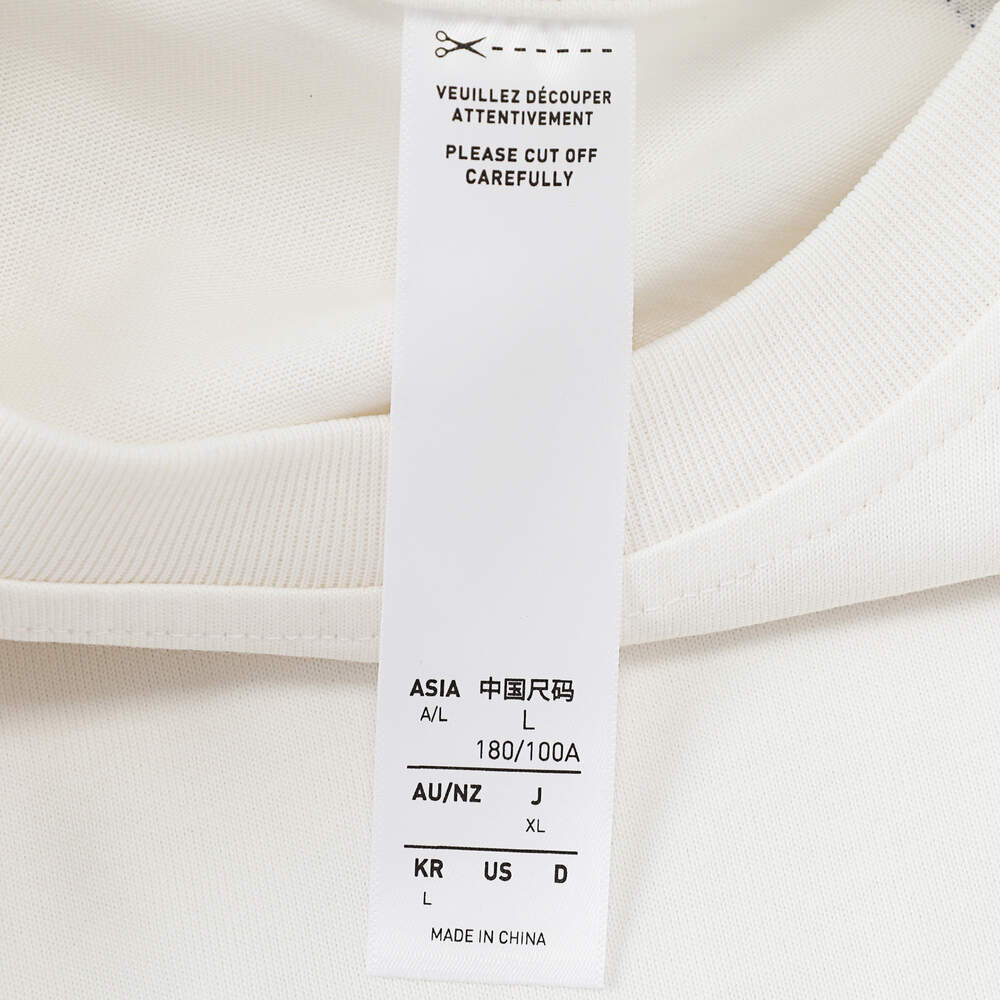 VEUILLEZ DÉCOUPER
ATTENTIVEMENT
PLEASE CUT OFF
CAREFULLY
ASIA 中国尺码
A/L L
180/100A
AU/NZ J
XL
KR US D
L
MADE IN CHINA